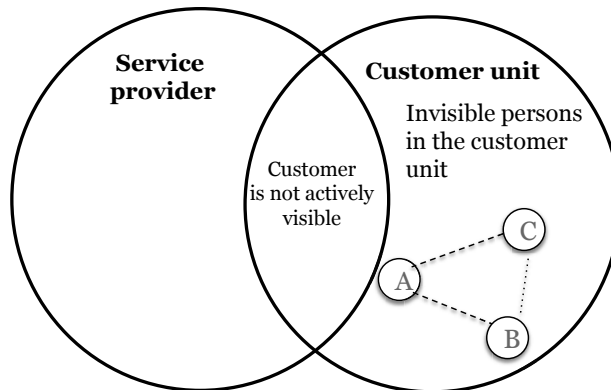 Service
provider
Customer unit
Invisible persons
in the customer
unit
Customer
is not actively
visible
C
A
B